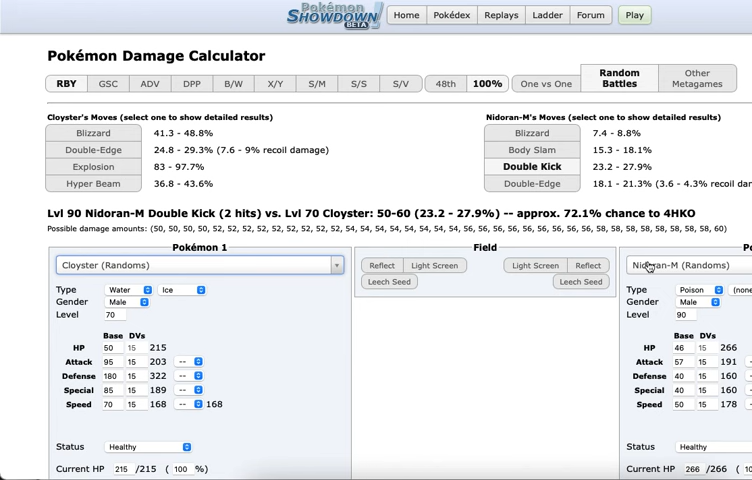 Pokémon
SHOWDOWN!
BETA
Home Pokédex Replays Ladder Forum Play
Pokémon Damage Calculator
RBY GSC ADV DPP B/W X/Y S/M S/S S/V 48th 100% One vs One Random Battles Other Metagames
Cloyster's Moves (select one to show detailed results)
Blizzard 41.3 - 48.8%
Double-Edge 24.8 - 29.3% (7.6 - 9% recoil damage)
Explosion 83 - 97.7%
Hyper Beam 36.8 - 43.6%
Nidoran-M's Moves (select one to show detailed results)
Blizzard 7.4 - 8.8%
Body Slam 15.3 - 18.1%
Double Kick 23.2 - 27.9%
Double-Edge 18.1 - 21.3% (3.6 - 4.3% recoil dar
Lvl 90 Nidoran-M Double Kick (2 hits) vs. Lvl 70 Cloyster: 50-60 (23.2 - 27.9%) -- approx. 72.1% chance to 4HKO
Possible damage amounts: (50, 50, 50, 50, 52, 52, 52, 52, 52, 52, 52, 52, 52, 52, 52, 54, 54, 54, 54, 54, 54, 54, 56, 56, 56, 56, 56, 56, 56, 56, 58, 58, 58, 58, 58, 58, 58, 60)
Pokémon 1
Cloyster (Randoms)
Type Water Ice
Gender Male
Level 70
Base DVs
HP 50 15 215
Attack 95 15 203 --
Defense 180 15 322 --
Special 85 15 189 --
Speed 70 15 168 -- 168
Status Healthy
Current HP 215 /215 ( 100 %)
Field
Reflect Light Screen Light Screen Reflect
Leech Seed Leech Seed
Po
Nidoran-M (Randoms)
Type Poison (none
Gender Male
Level 90
Base DVs
HP 46 15 266
Attack 57 15 191 --
Defense 40 15 160 --
Special 40 15 160 --
Speed 50 15 178 --
Status Healthy
Current HP 266 /266 ( 10